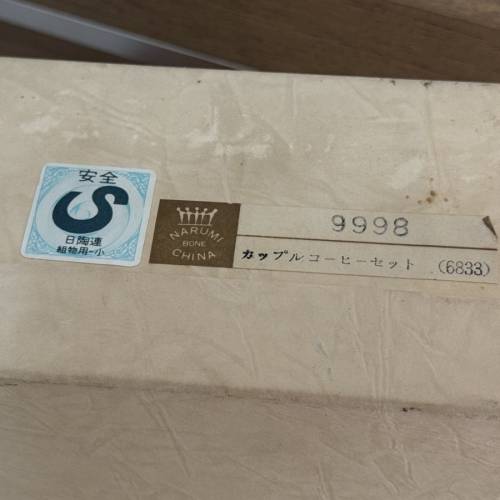 安全
S
日陶連
組物用-小
NARUMI
BONE
CHINA
9998
カップルコーヒーセット (6833)